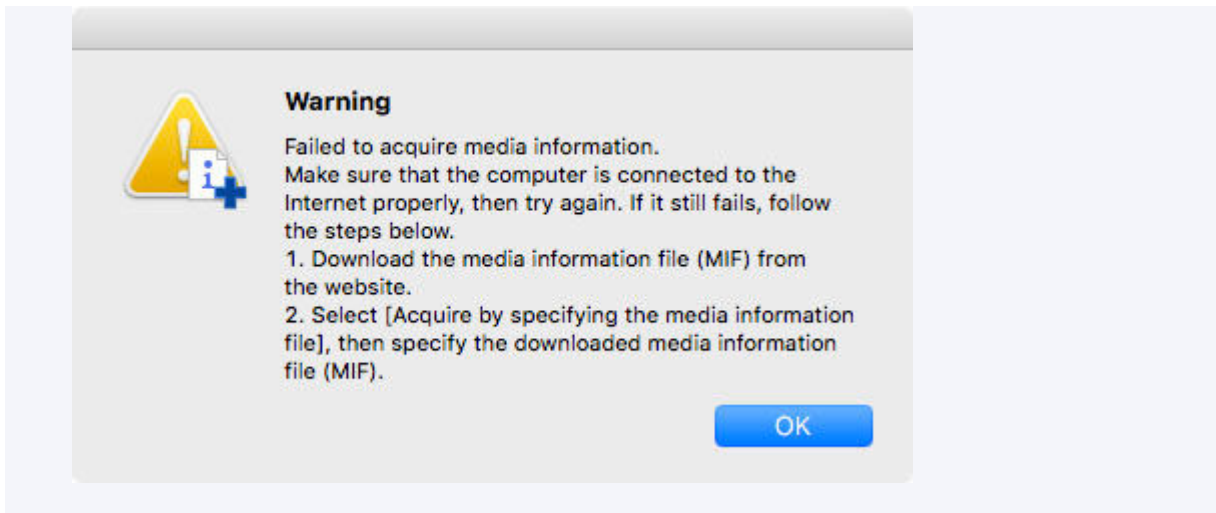 Warning
Failed to acquire media information.
Make sure that the computer is connected to the
Internet properly, then try again. If it still fails, follow
the steps below.
1. Download the media information file (MIF) from
the website.
2. Select [Acquire by specifying the media information
file], then specify the downloaded media information
file (MIF).
OK